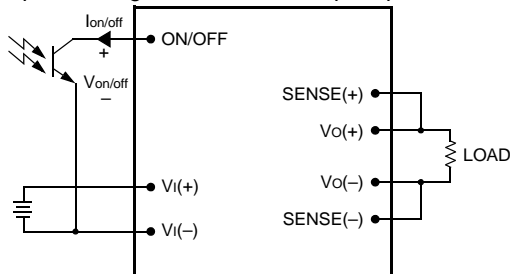 Ion/off
ON/OFF
+
Von/off
–
SENSE(+)
VO(+)
LOAD
VO(–)
SENSE(–)
VI(+)
VI(–)